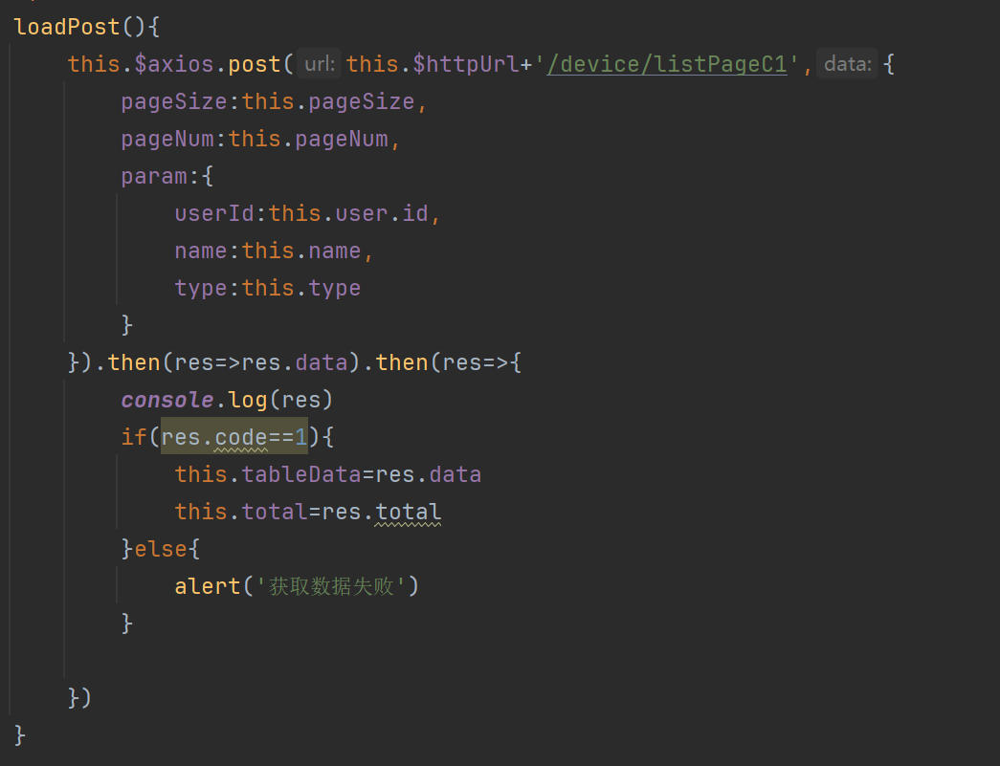 loadPost(){
this.$axios.post( url: this.$httpUrl+'/device/listPageC1', data: {
pageSize:this.pageSize,
pageNum:this.pageNum,
param:{
userId:this.user.id,
name:this.name,
type:this.type
}
}).then(res=>res.data).then(res=>{
console.log(res)
if(res.code==1){
this.tableData=res.data
this.total=res.total
}else{
alert('获取数据失败')
}
})
}